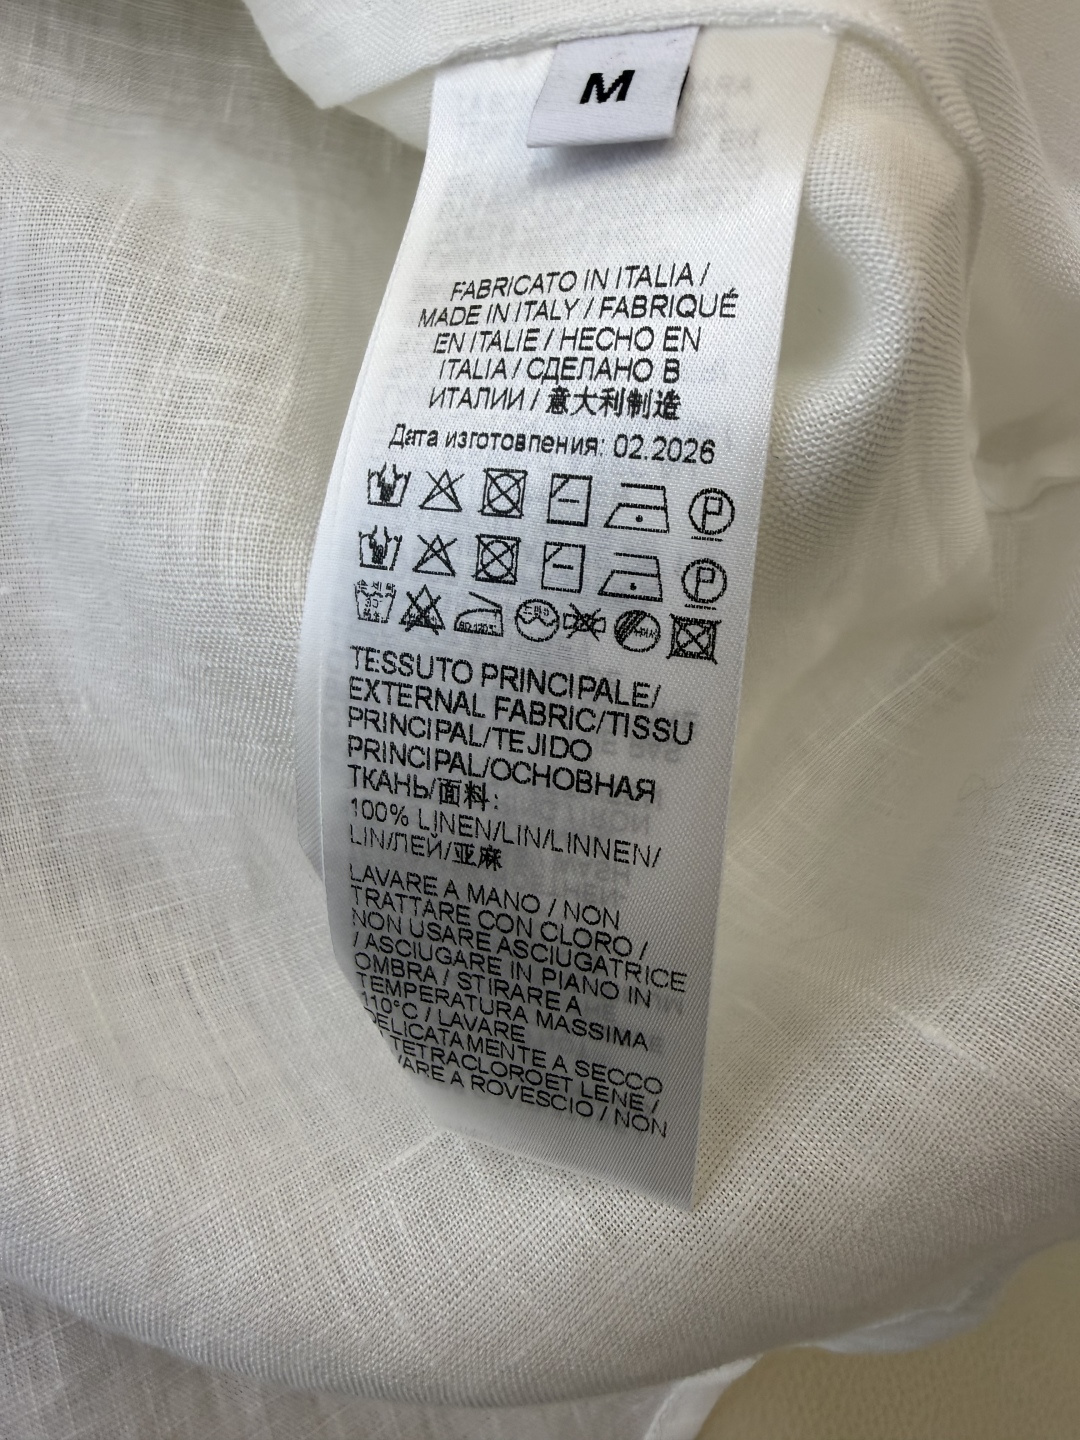 M
FABRICATO IN ITALIA /
MADE IN ITALY / FABRIQUÉ
EN ITALIE / HECHO EN
ITALIA / СДЕЛАНО В
ИТАЛИИ / 意大利制造
Дата изготовления: 02.2026
TESSUTO PRINCIPALE/
EXTERNAL FABRIC/TISSU
PRINCIPAL/TEJIDO
PRINCIPAL/ОСНОВНАЯ
ТКАНЬ/面料:
100% LINEN/LIN/LINNEN/
LIN/ЛЕЙ/亚麻
LAVARE A MANO / NON
TRATTARE CON CLORO /
NON USARE ASCIUGATRICE
/ ASCIUGARE IN PIANO IN
OMBRA / STIRARE A
TEMPERATURA MASSIMA
110°C / LAVARE
DELICATAMENTE A SECCO
TETRACLOROET LENE /
A ROVESCIO / NON